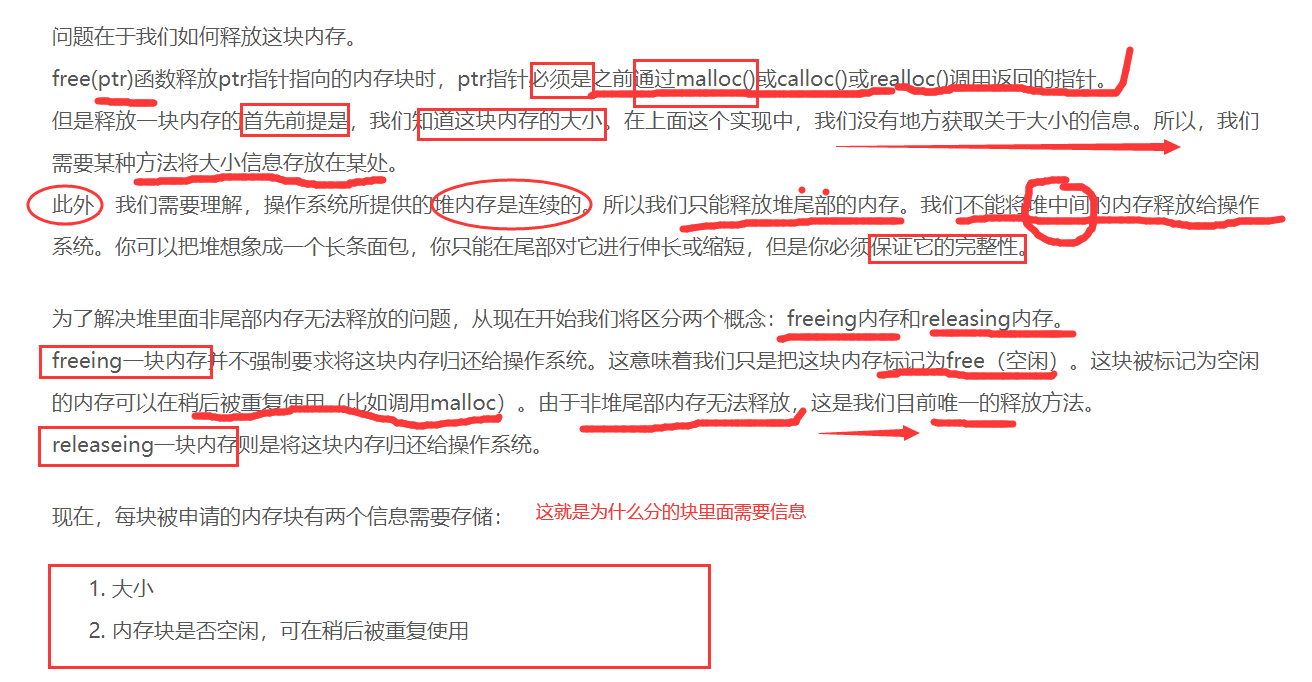 问题在于我们如何释放这块内存。
free(ptr)函数释放ptr指针指向的内存块时，ptr指针必须是之前通过malloc()或calloc()或realloc()调用返回的指针。
但是释放一块内存的首先前提是，我们知道这块内存的大小。在上面这个实现中，我们没有地方获取关于大小的信息。所以，我们
需要某种方法将大小信息存放在某处。
此外，我们需要理解，操作系统所提供的堆内存是连续的。所以我们只能释放堆尾部的内存。我们不能将堆中间的内存释放给操作
系统。你可以把堆想象成一个长条面包，你只能在尾部对它进行伸长或缩短，但是你必须保证它的完整性。
为了解决堆里面非尾部内存无法释放的问题，从现在开始我们将区分两个概念：freeing内存和releasing内存。
freeing一块内存并不强制要求将这块内存归还给操作系统。这意味着我们只是把这块内存标记为free（空闲）。这块被标记为空闲
的内存可以在稍后被重复使用（比如调用malloc）。由于非堆尾部内存无法释放，这是我们目前唯一的释放方法。
releaseing一块内存则是将这块内存归还给操作系统。
现在，每块被申请的内存块有两个信息需要存储： 这就是为什么分的块里面需要信息
1. 大小
2. 内存块是否空闲，可在稍后被重复使用